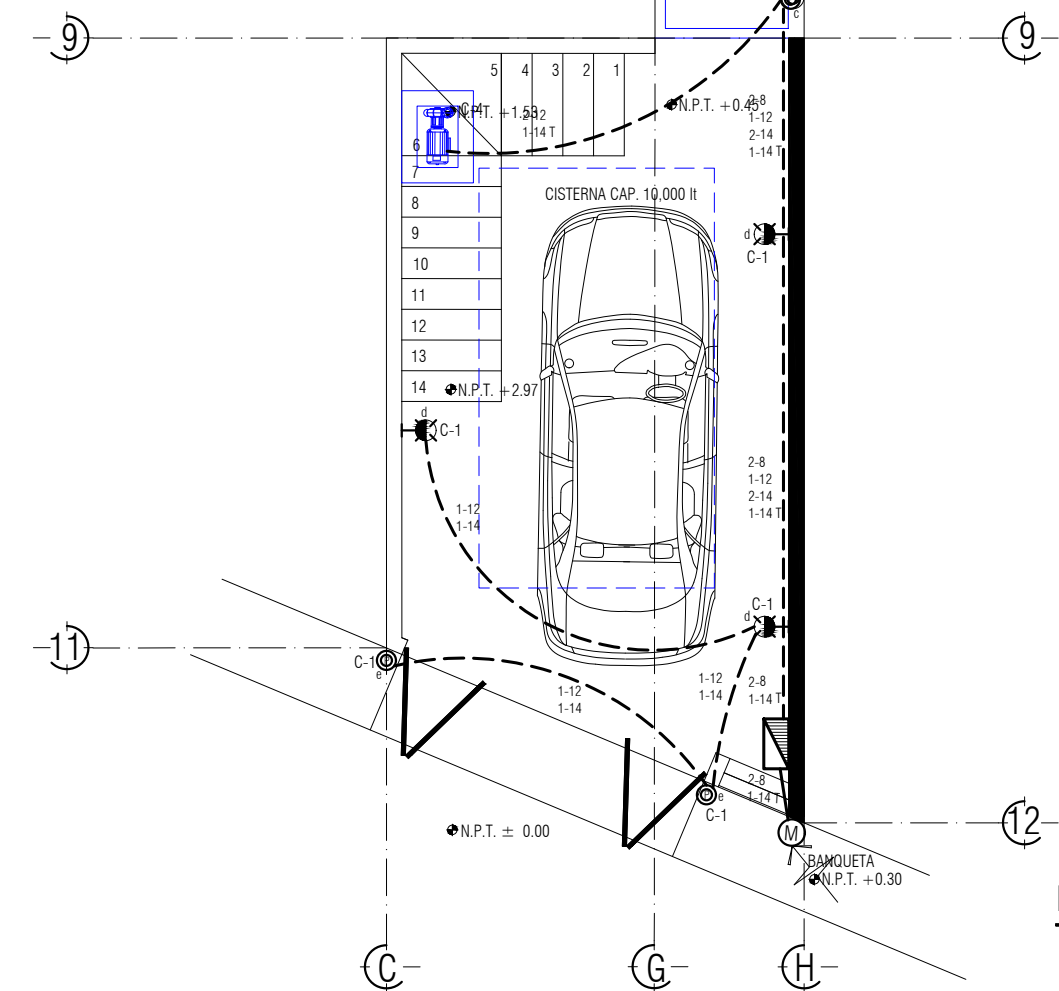 c
9
9
5 4 3 2 1
C-4
N.P.T. +1.53
2-12
1-14 T
N.P.T. +0.45
2-8
1-12
2-14
1-14 T
6
7
8
9
10
11
12
13
14
CISTERNA CAP. 10,000 lt
d
C-1
N.P.T. +2.97
d
C-1
1-12
1-14
2-8
1-12
2-14
1-14 T
C-1
d
11
C-1
e
1-12
1-14
1-12
1-14
2-8
1-14 T
2-8
1-14 T
e
C-1
M
12
N.P.T. ± 0.00
BANQUETA
N.P.T. +0.30
C
G
H